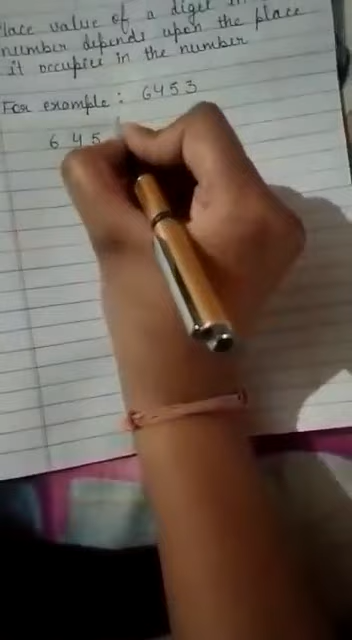 Place value of a digit in
number depends upon the place
it occupies in the number
For example : 6453
6 4 5